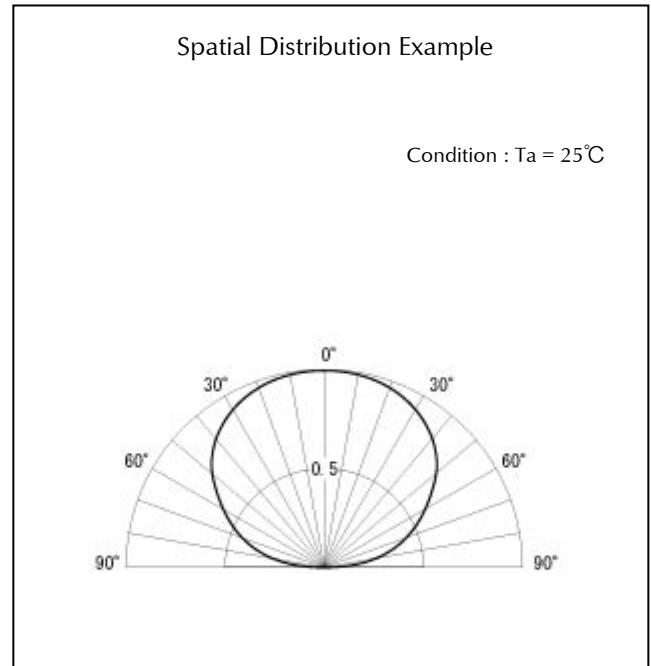 Spatial Distribution Example
Condition : Ta = 25℃
0°
30° 30°
60° 60°
0. 5
90° 90°